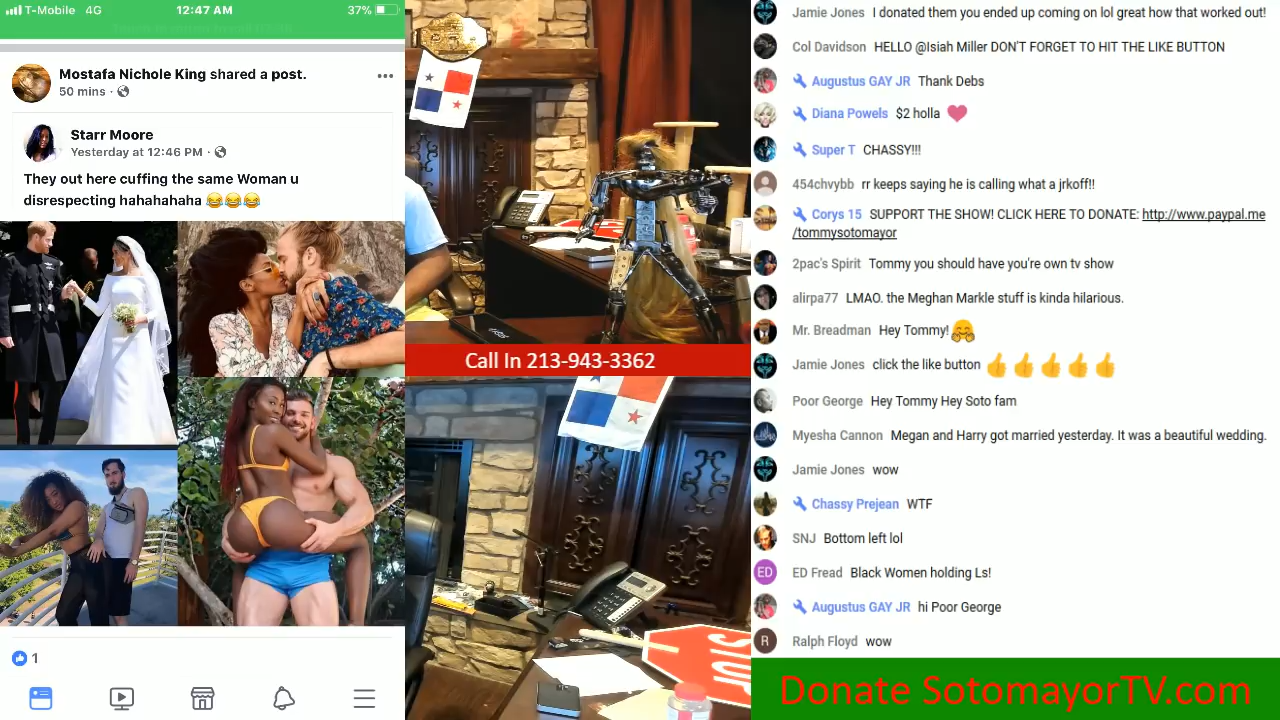 T-Mobile 4G 12:47 AM 37%
Mostafa Nichole King shared a post.
50 mins ·
Starr Moore
Yesterday at 12:46 PM ·
They out here cuffing the same Woman u
disrespecting hahahahaha 😂😂😂
1
Call In 213-943-3362
Jamie Jones I donated them you ended up coming on lol great how that worked out!
Col Davidson HELLO @Isiah Miller DON'T FORGET TO HIT THE LIKE BUTTON
Augustus GAY JR Thank Debs
Diana Powels $2 holla ❤
Super T CHASSY!!!
454chvybb rr keeps saying he is calling what a jrkoff!!
Corys 15 SUPPORT THE SHOW! CLICK HERE TO DONATE: http://www.paypal.me
/tommysotomayor
2pac's Spirit Tommy you should have you're own tv show
alirpa77 LMAO. the Meghan Markle stuff is kinda hilarious.
Mr. Breadman Hey Tommy! 🤗
Jamie Jones click the like button 👍👍👍👍👍
Poor George Hey Tommy Hey Soto fam
Myesha Cannon Megan and Harry got married yesterday. It was a beautiful wedding.
Jamie Jones wow
Chassy Prejean WTF
SNJ Bottom left lol
ED
ED Fread Black Women holding Ls!
Augustus GAY JR hi Poor George
R
Ralph Floyd wow
Donate SotomayorTV.com